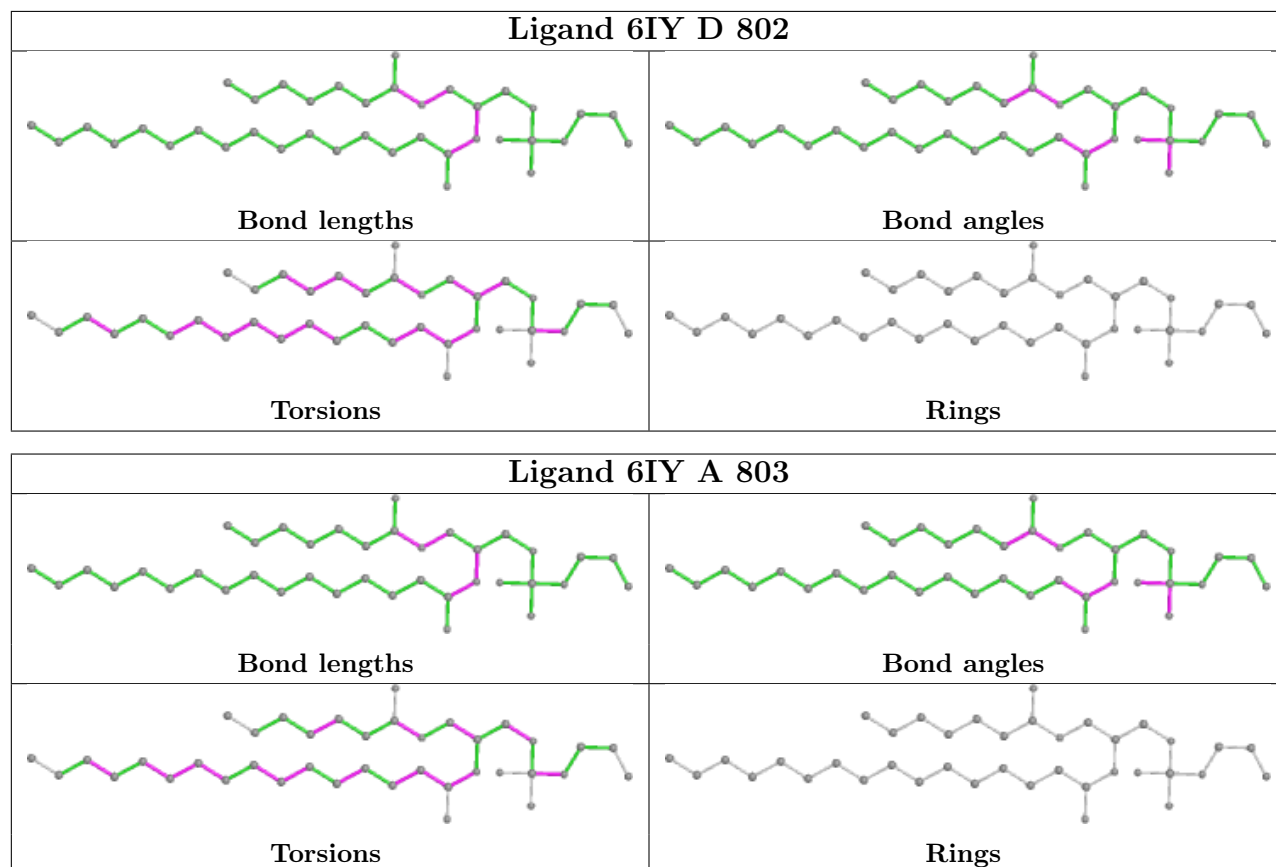 Ligand 6IY D 802
Bond lengths
Bond angles
Torsions
Rings
Ligand 6IY A 803
Bond lengths
Bond angles
Torsions
Rings